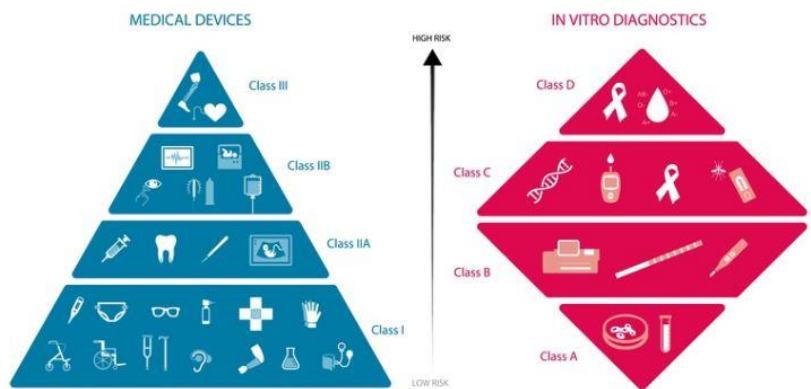 MEDICAL DEVICES
IN VITRO DIAGNOSTICS
HIGH RISK
Class III
Class IIB
Class IIA
Class I
Class D
AB-
O+
O-
B+
A-
A+
Class C
Class B
Class A
LOW RISK